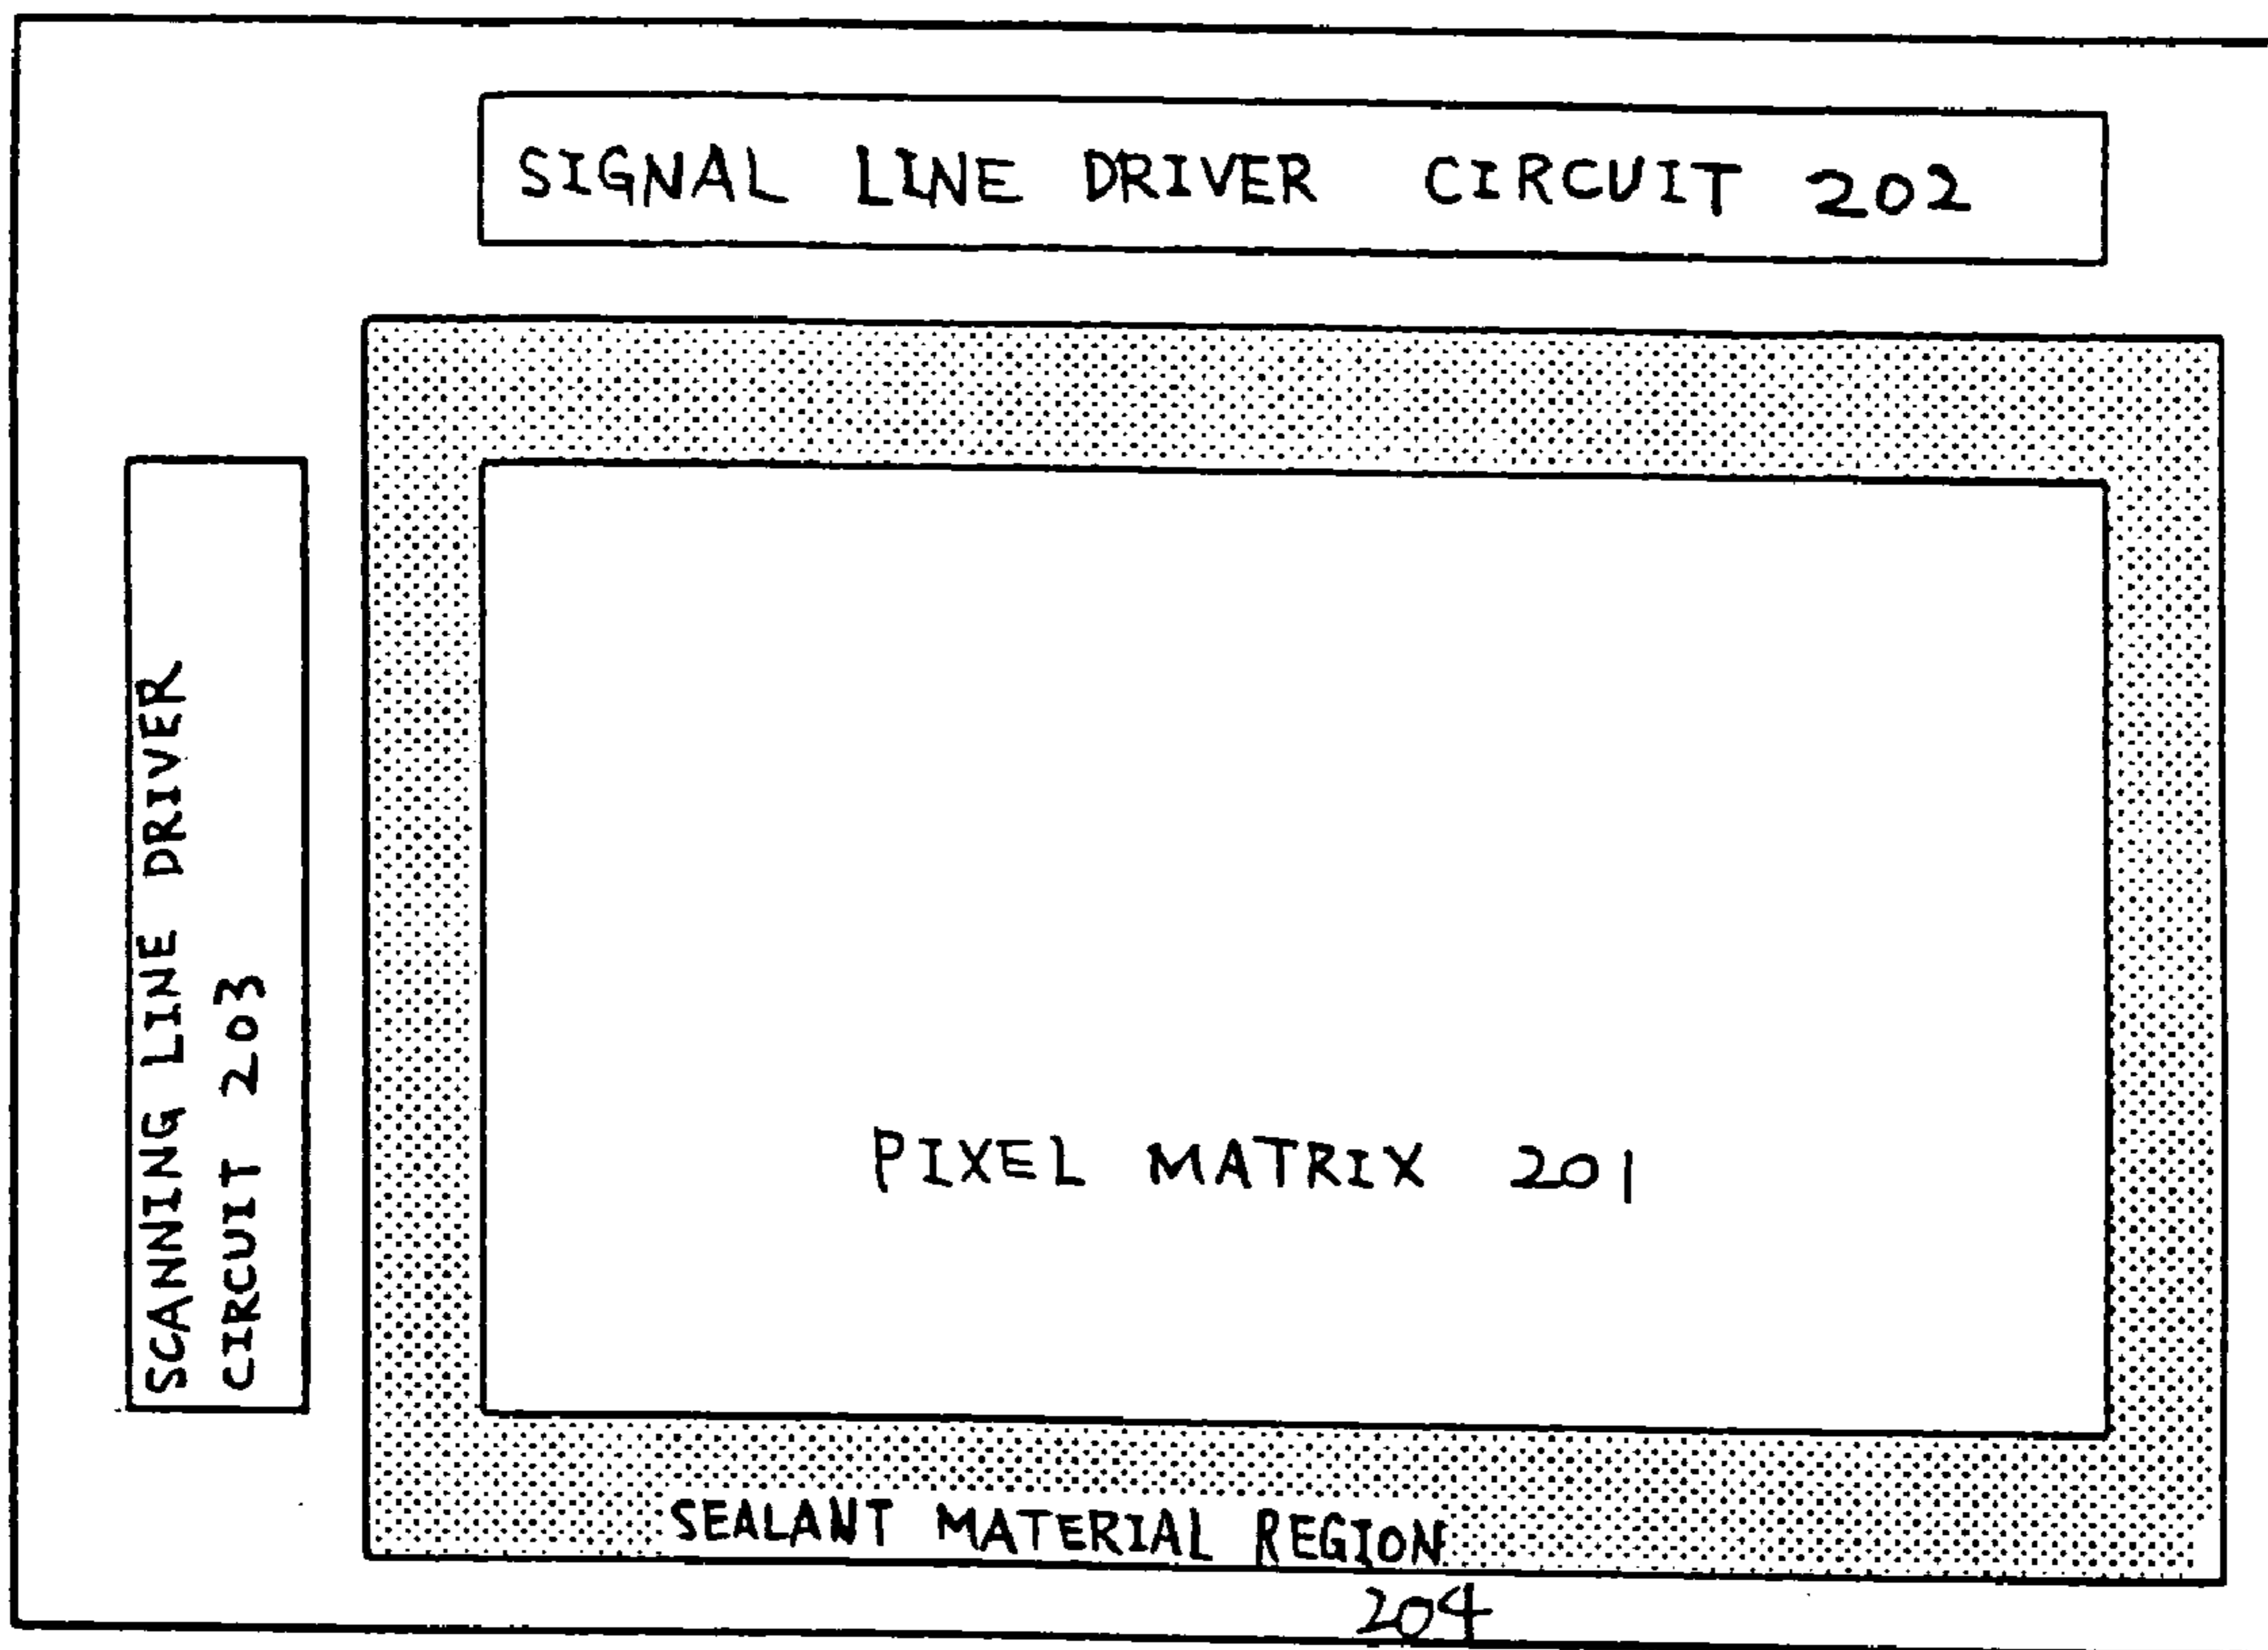 SIGNAL LINE DRIVER CIRCUIT 202
SCANNING LINE DRIVER
CIRCUIT 203
PIXEL MATRIX 201
SEALANT MATERIAL REGION
204